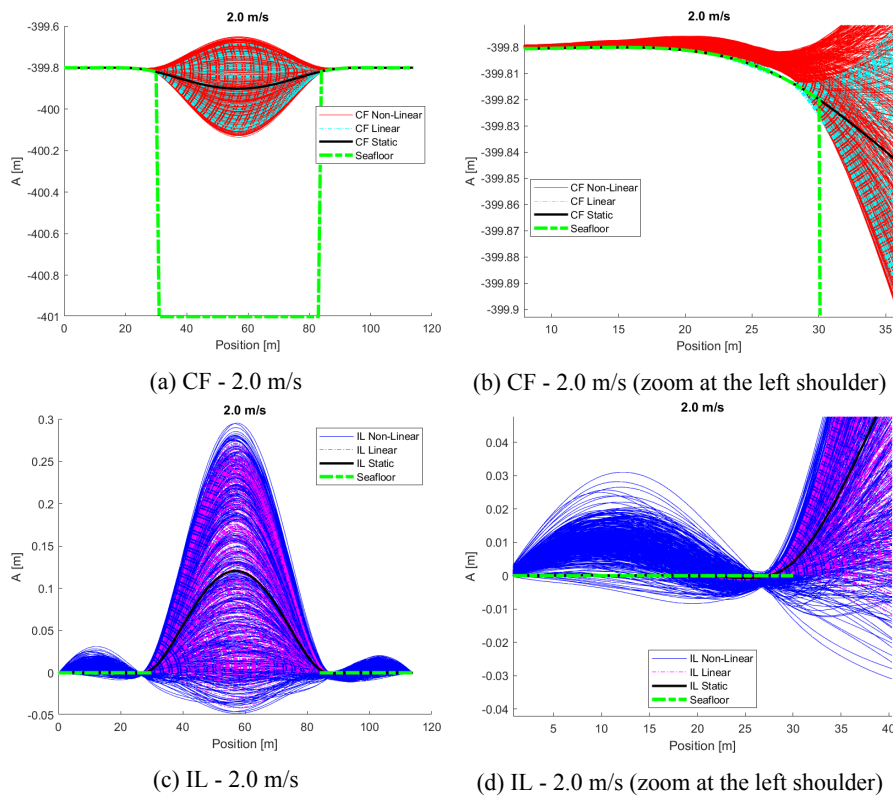 2.0 m/s
-399.6
-399.8
-400
-400.2
-400.4
-400.6
-400.8
-401
A [m]
CF Non-Linear
CF Linear
CF Static
Seafloor
0 20 40 60 80 100 120
Position [m]
(a) CF - 2.0 m/s
2.0 m/s
-399.8
-399.81
-399.82
-399.83
-399.84
-399.85
-399.86
-399.87
-399.88
-399.89
-399.9
A [m]
CF Non-Linear
CF Linear
CF Static
Seafloor
10 15 20 25 30 35
Position [m]
(b) CF - 2.0 m/s (zoom at the left shoulder)
2.0 m/s
0.3
0.25
0.2
0.15
0.1
0.05
0
-0.05
A [m]
IL Non-Linear
IL Linear
IL Static
Seafloor
0 20 40 60 80 100 120
Position [m]
(c) IL - 2.0 m/s
2.0 m/s
0.04
0.03
0.02
0.01
0
-0.01
-0.02
-0.03
-0.04
A [m]
IL Non-Linear
IL Linear
IL Static
Seafloor
5 10 15 20 25 30 35 40
Position [m]
(d) IL - 2.0 m/s (zoom at the left shoulder)